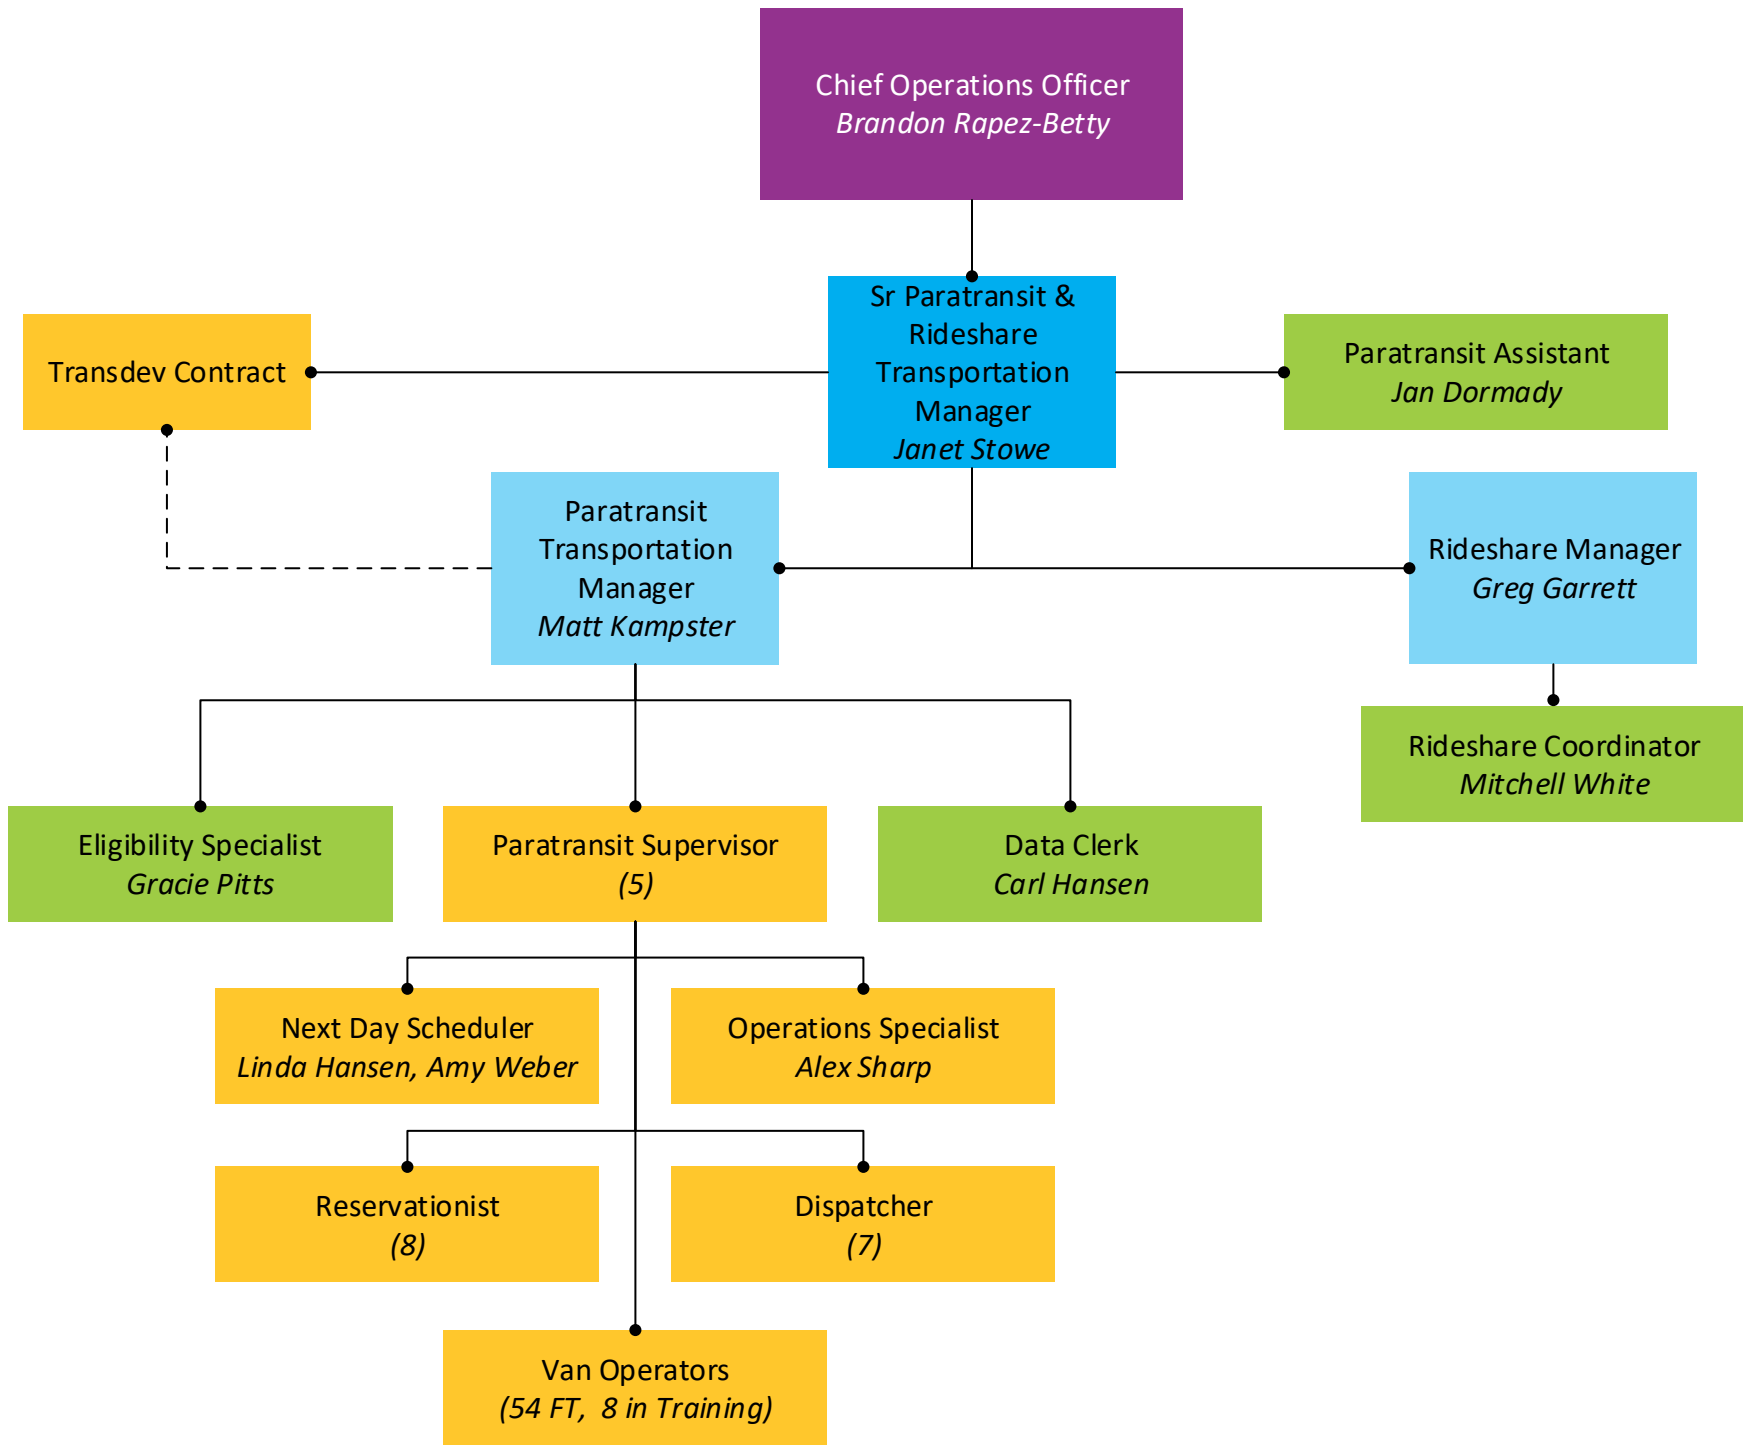 Chief Operations Officer
Brandon Rapez-Betty
Sr Paratransit &
Rideshare
Transportation
Manager
Janet Stowe
Transdev Contract
Paratransit Assistant
Jan Dormady
Paratransit
Transportation
Manager
Matt Kampster
Rideshare Manager
Greg Garrett
Rideshare Coordinator
Mitchell White
Eligibility Specialist
Gracie Pitts
Paratransit Supervisor
(5)
Data Clerk
Carl Hansen
Next Day Scheduler
Linda Hansen, Amy Weber
Operations Specialist
Alex Sharp
Reservationist
(8)
Dispatcher
(7)
Van Operators
(54 FT,  8 in Training)